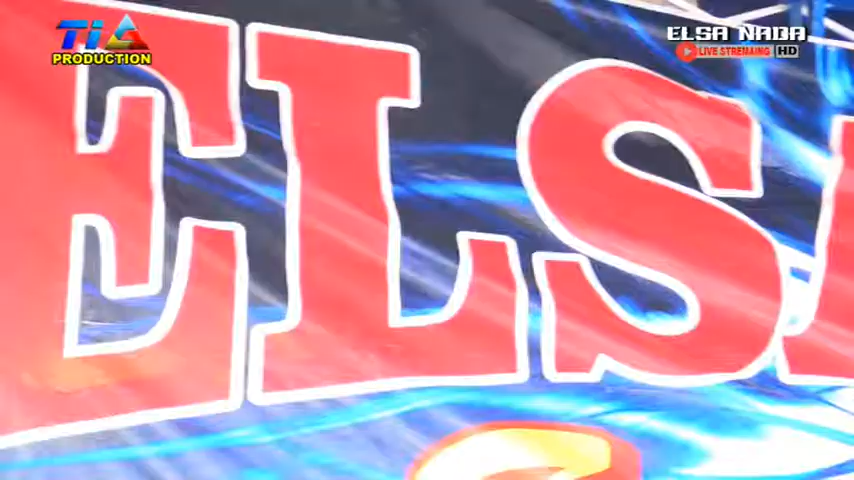 TIA
PRODUCTION
ELSA NADA
LIVE STREAMING HD
ELS